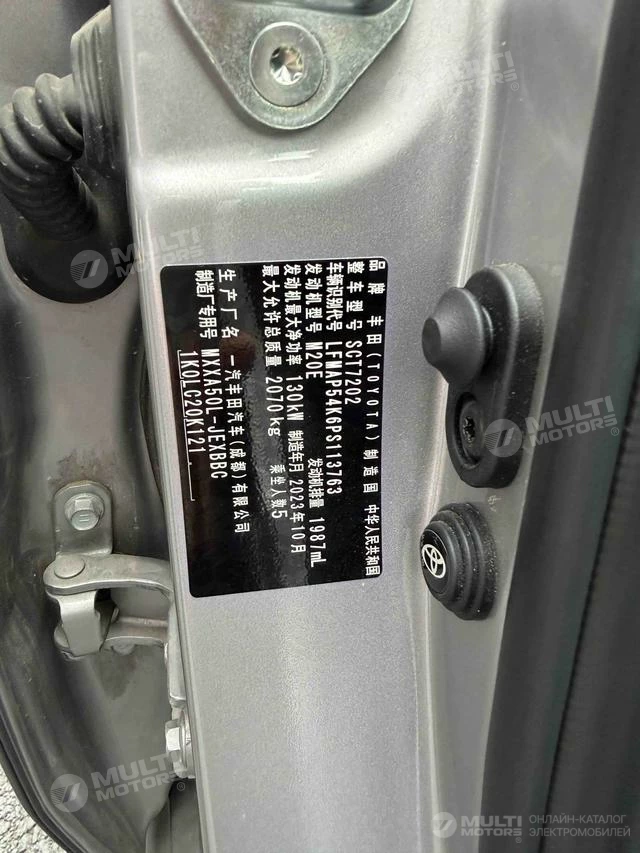 品牌 丰田(TOYOTA) 制造国 中华人民共和国
整车型号 SCT7202
车辆识别代号 LFMAP54K6PS113763
发动机型号 M20E 发动机排量 1987mL
发动机最大净功率 130kW 制造年月 2023年10月
最大允许总质量 2070kg 乘坐人数 5
生产厂名 一汽丰田汽车(成都)有限公司
制造厂专用号 MXXA50L-JEXBBC
1K0LC20K121
MULTI
MOTORS
MULTI
MOTORS
MULTI
MOTORS
MULTI
MOTORS
MULTI
MOTORS
MULTI
MOTORS
ОНЛАЙН-КАТАЛОГ
ЭЛЕКТРОМОБИЛЕЙ